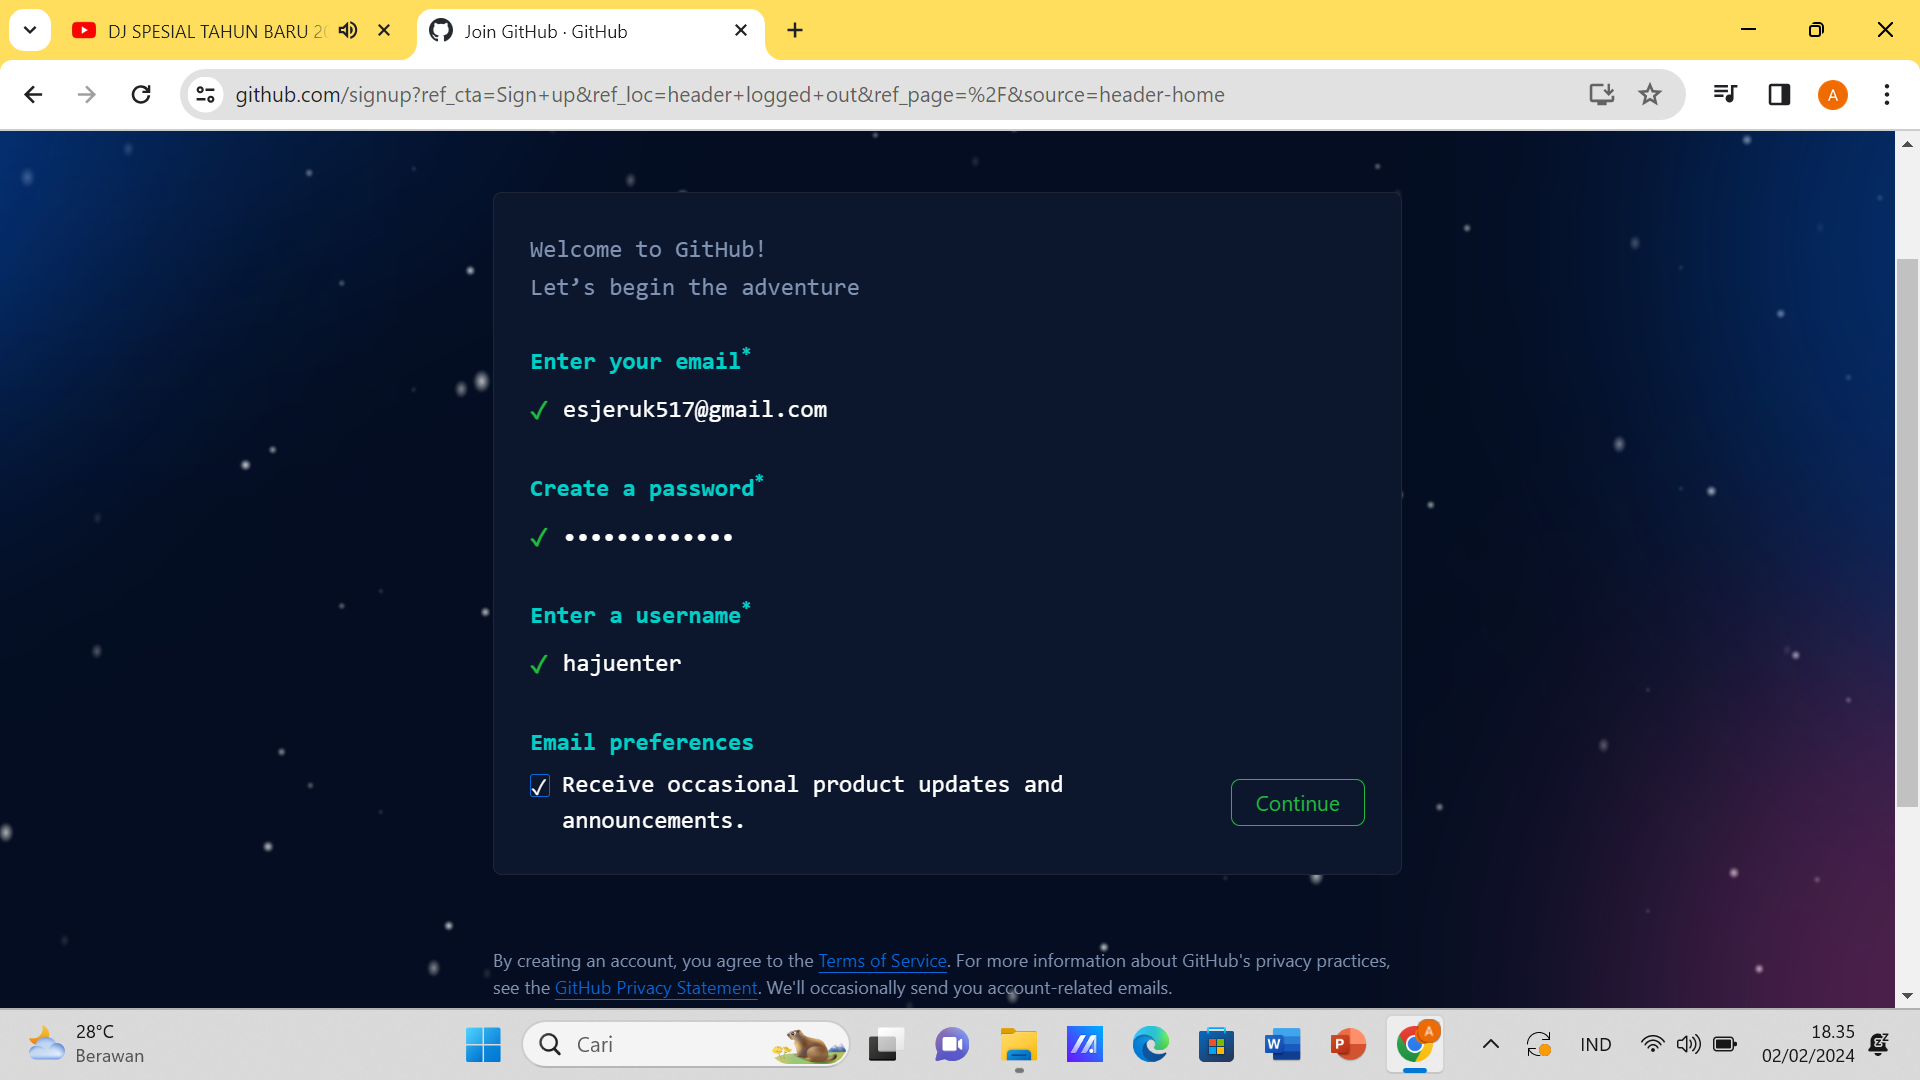 DJ SPESIAL TAHUN BARU
Join GitHub · GitHub
github.com/signup?ref_cta=Sign+up&ref_loc=header+logged+out&ref_page=%2F&source=header-home
A
Welcome to GitHub!
Let’s begin the adventure
Enter your email*
✓ esjeruk517@gmail.com
Create a password*
✓ •••••••••••••
Enter a username*
✓ hajuenter
Email preferences
Receive occasional product updates and
announcements.
Continue
By creating an account, you agree to the Terms of Service. For more information about GitHub's privacy practices,
see the GitHub Privacy Statement. We'll occasionally send you account-related emails.
28°C
Berawan
Cari
W
P
A
IND
18.35
02/02/2024